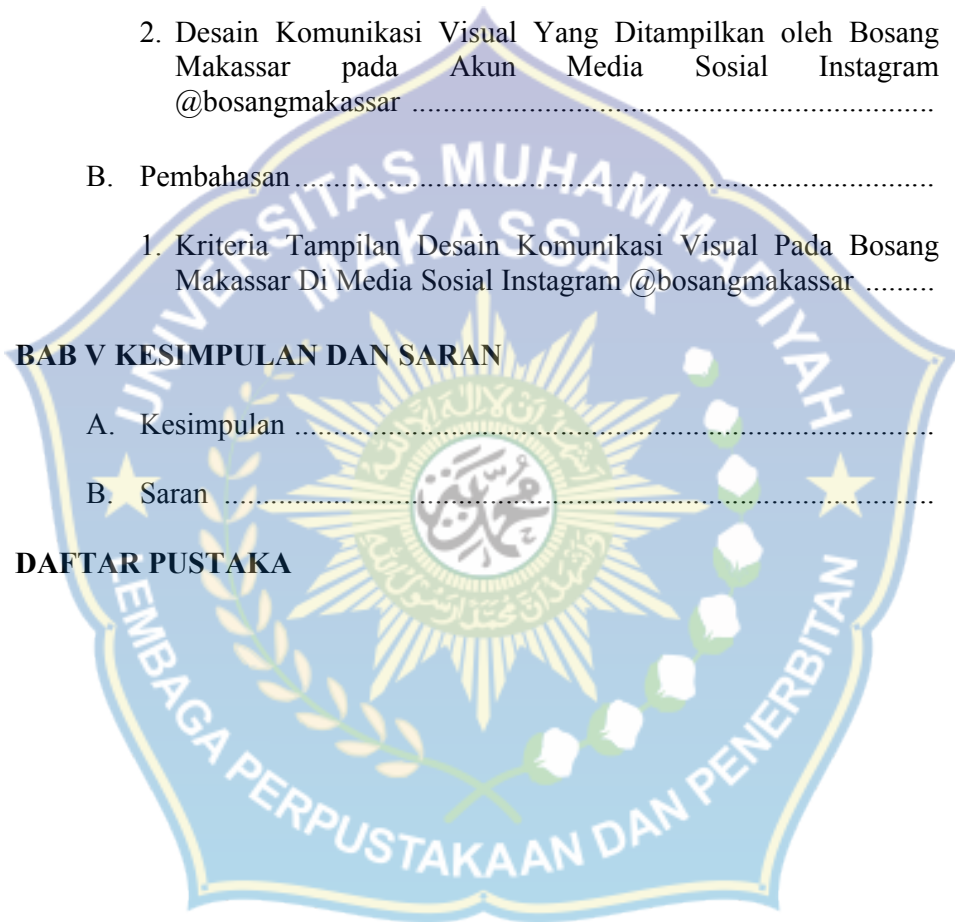 2. Desain Komunikasi Visual Yang Ditampilkan oleh Bosang
Makassar pada Akun Media Sosial Instagram
@bosangmakassar ................................................................
B. Pembahasan ................................................................................
1. Kriteria Tampilan Desain Komunikasi Visual Pada Bosang
Makassar Di Media Sosial Instagram @bosangmakassar .........
BAB V KESIMPULAN DAN SARAN
A. Kesimpulan ................................................................................
B. Saran .........................................................................................
DAFTAR PUSTAKA
UNIVERSITAS MUHAMMADIYAH
MAKASSAR
محمد
LEMBAGA PERPUSTAKAAN DAN PENERBITAN